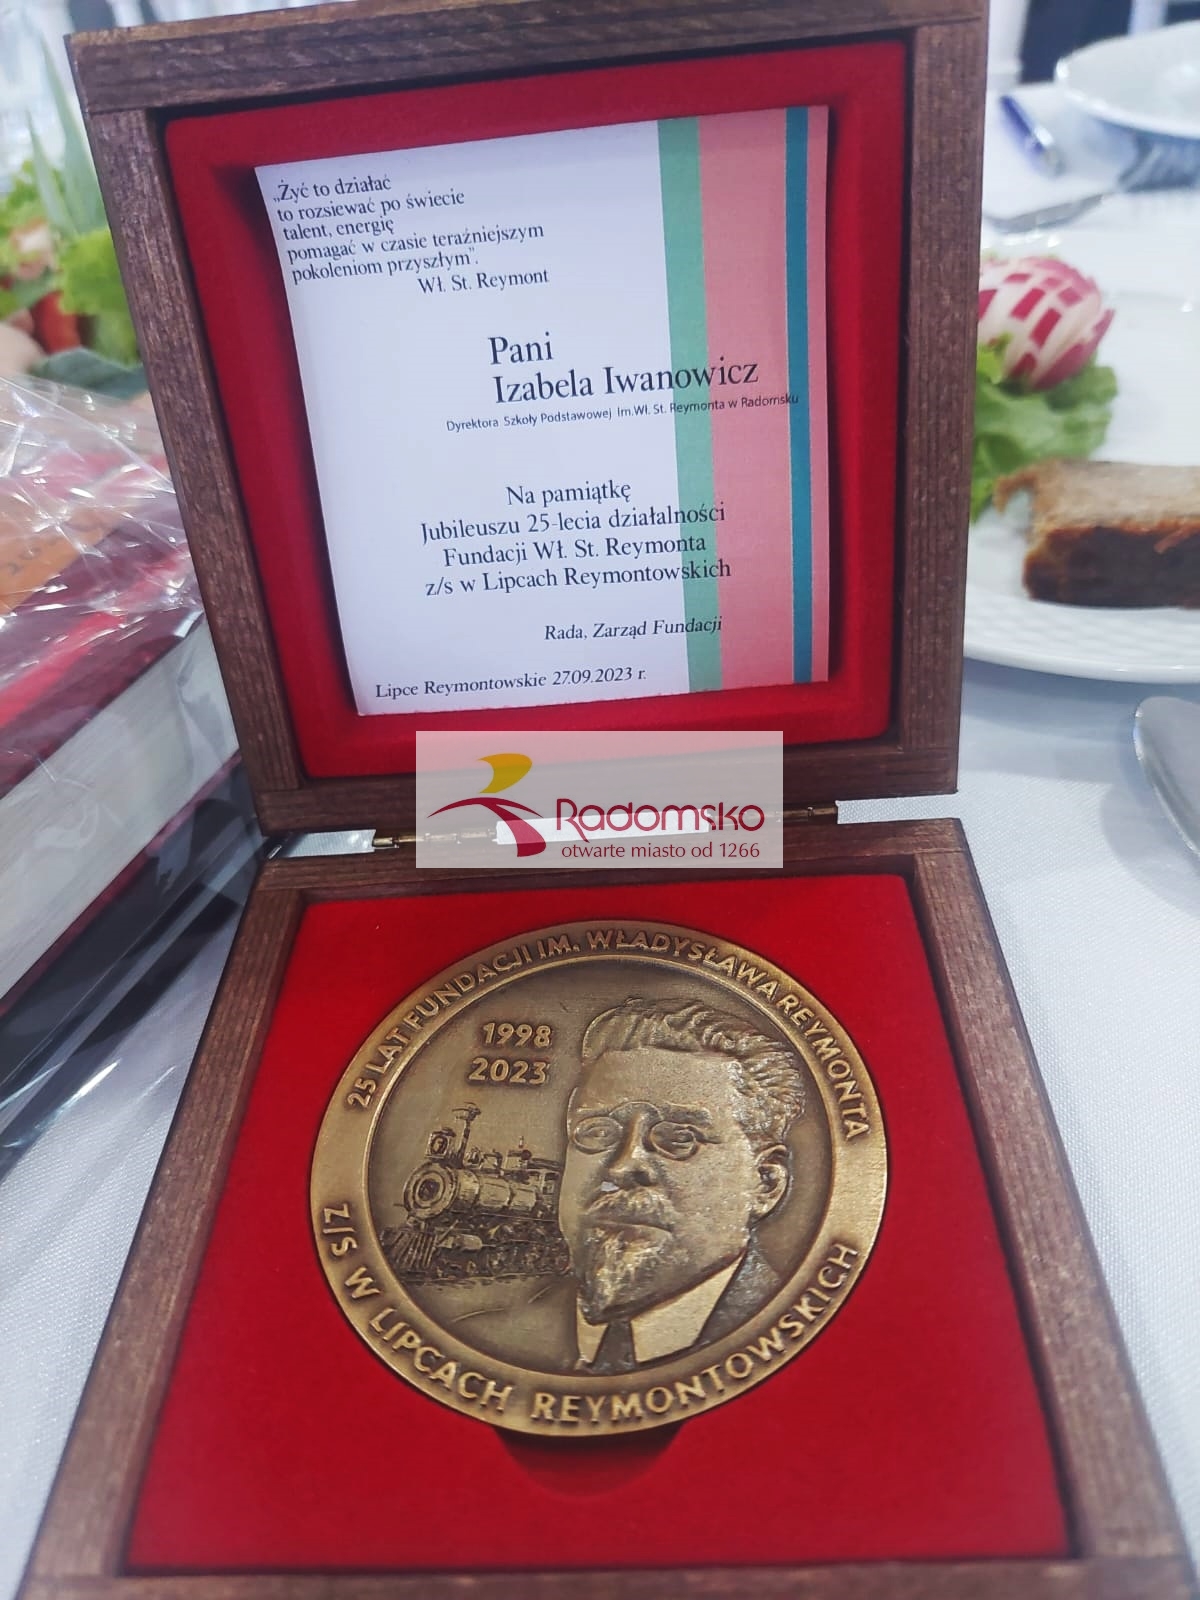 „Żyć to działać
to rozsiewać po świecie
talent, energię
pomagać w czasie teraźniejszym
pokoleniom przyszłym”.
Wł. St. Reymont
Pani
Izabela Iwanowicz
Dyrektora Szkoły Podstawowej Im.Wł. St. Reymonta w Radomsku
Na pamiątkę
Jubileuszu 25-lecia działalności
Fundacji Wł. St. Reymonta
z/s w Lipcach Reymontowskich
Rada, Zarząd Fundacji
Lipce Reymontowskie 27.09.2023 r.
Radomsko
otwarte miasto od 1266
25 LAT FUNDACJI IM. WŁADYSŁAWA REYMONTA
1998
2023
Z/S W LIPCACH REYMONTOWSKICH